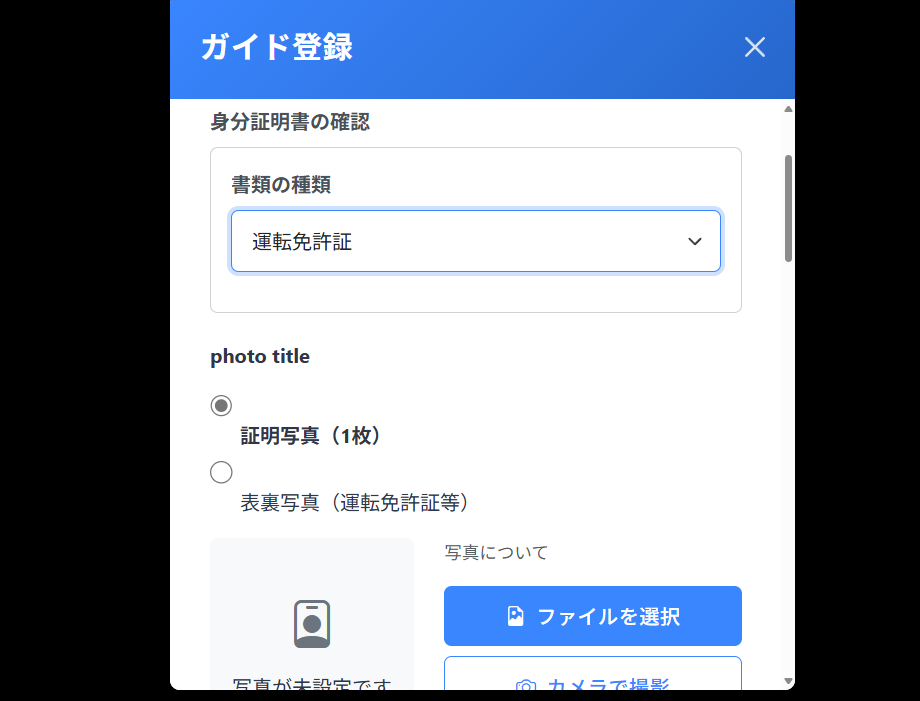 ガイド登録
身分証明書の確認
書類の種類
運転免許証
photo title
証明写真（1枚）
表裏写真（運転免許証等）
写真について
ファイルを選択
写真が未設定です
カメラで撮影